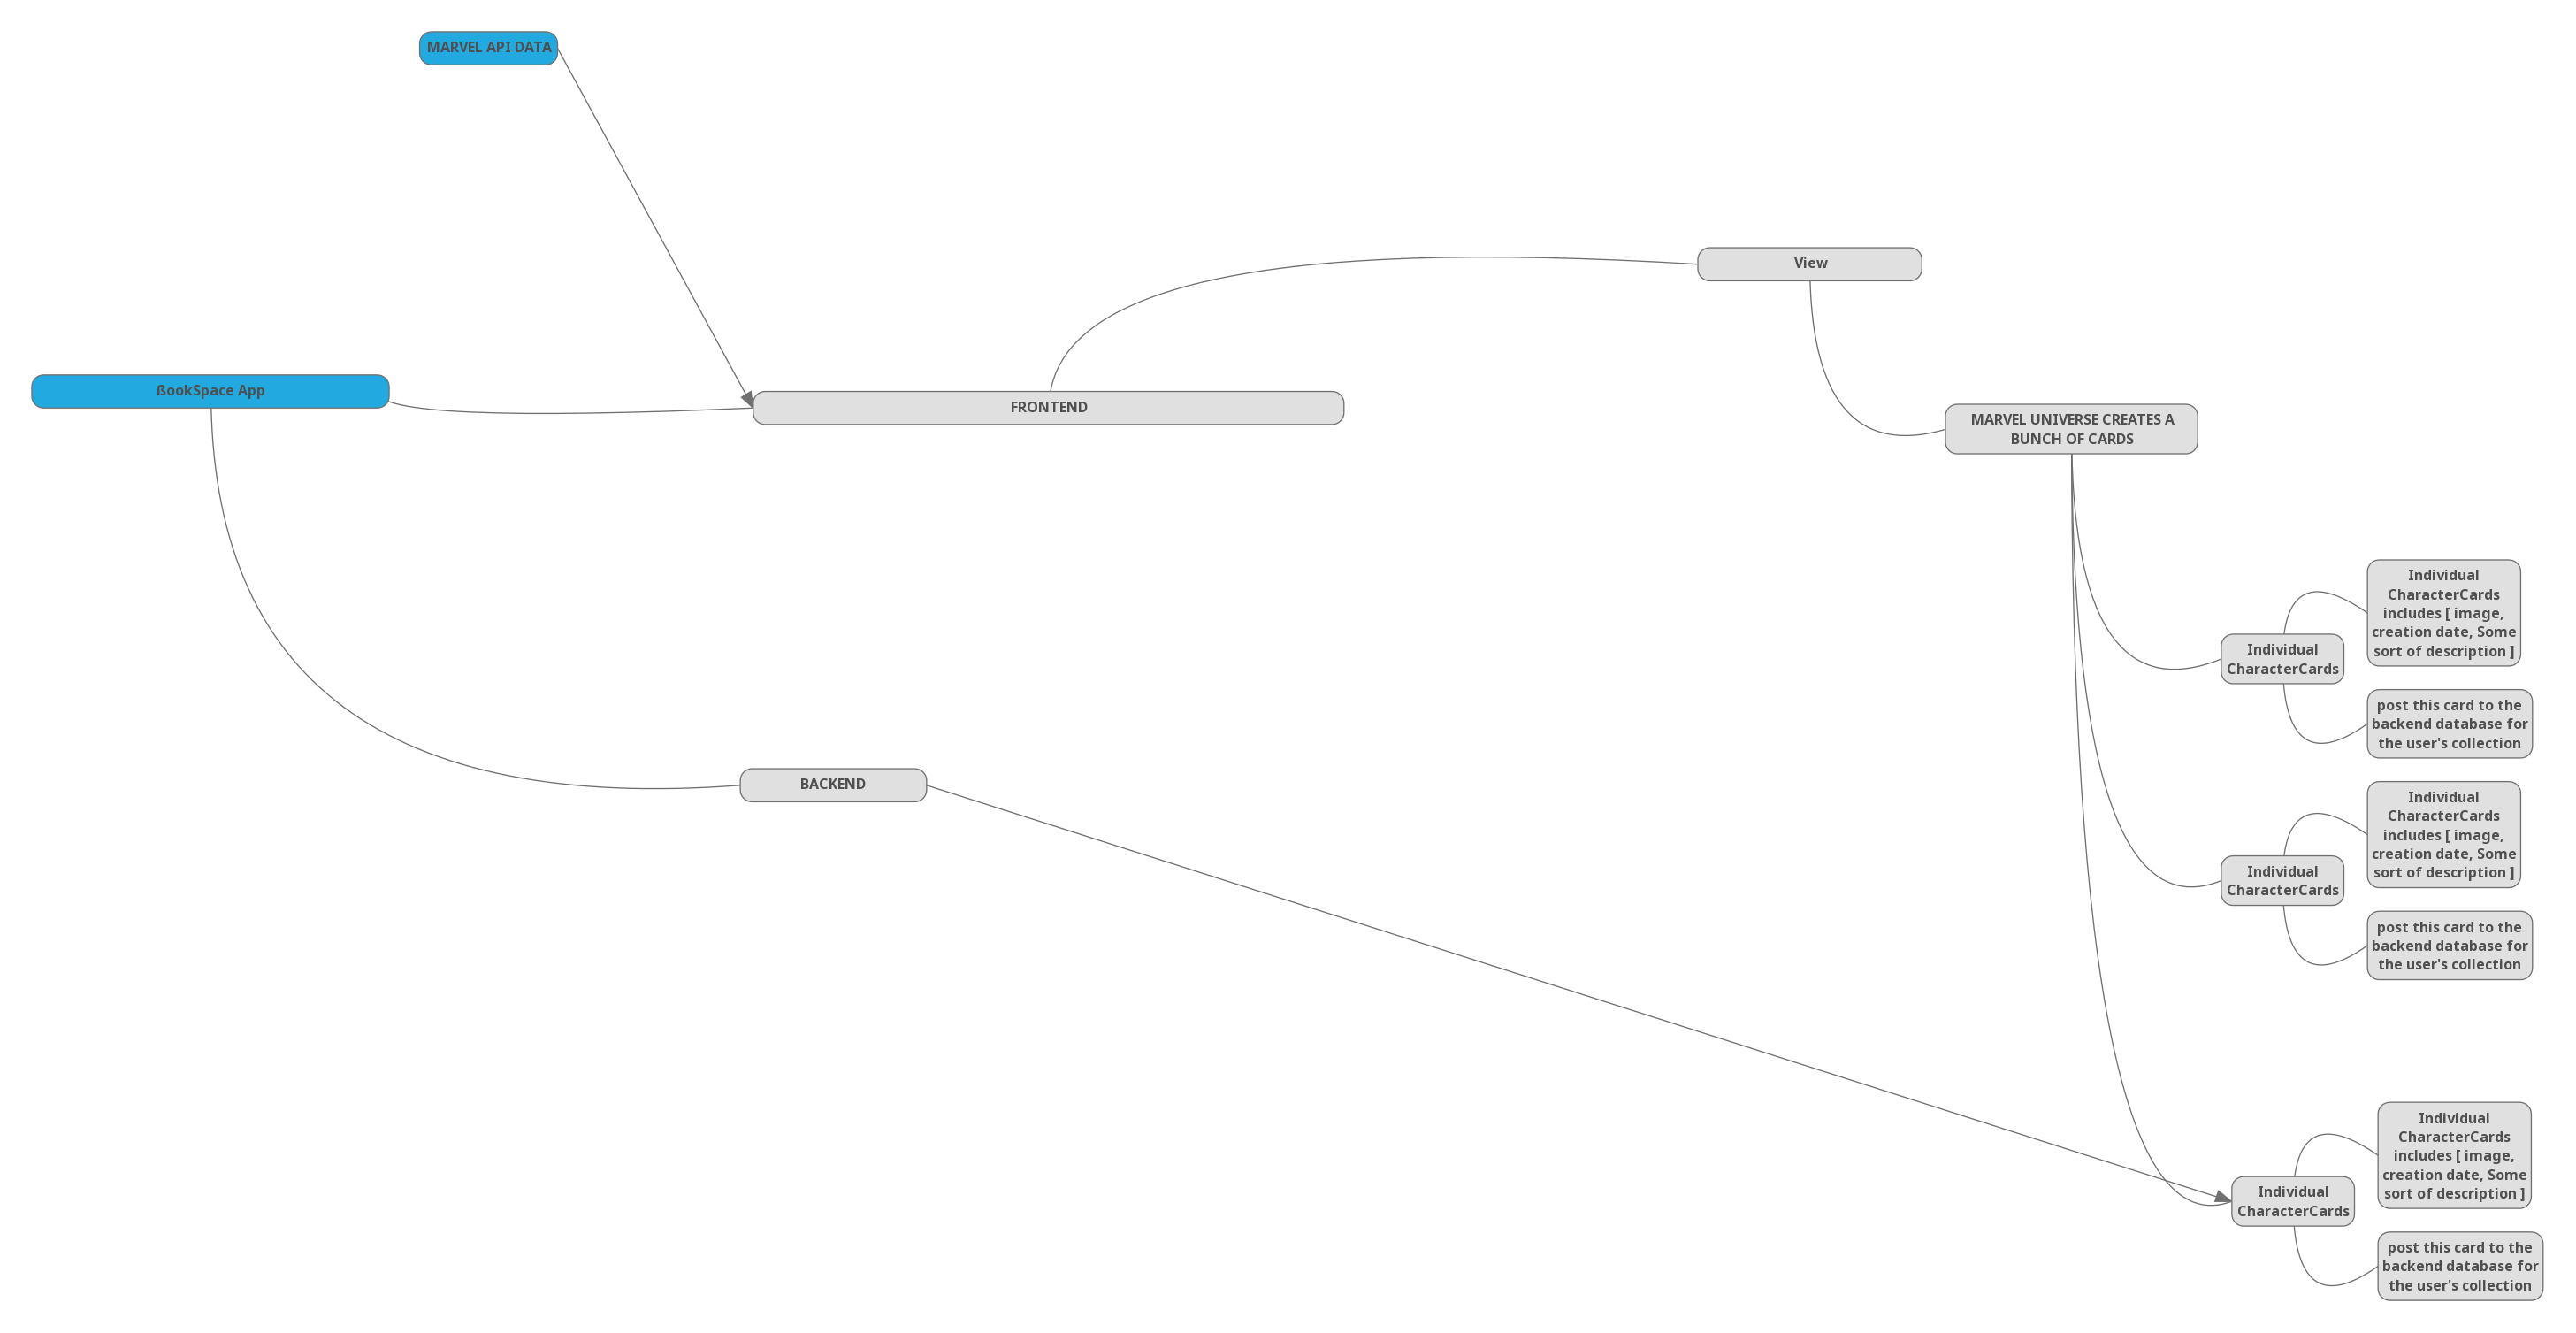 MARVEL API DATA
View
ßookSpace App
FRONTEND
MARVEL UNIVERSE CREATES A
BUNCH OF CARDS
Individual
CharacterCards
includes [ image,
creation date, Some
sort of description ]
Individual
CharacterCards
post this card to the
backend database for
the user's collection
BACKEND
Individual
CharacterCards
includes [ image,
creation date, Some
sort of description ]
Individual
CharacterCards
post this card to the
backend database for
the user's collection
Individual
CharacterCards
includes [ image,
creation date, Some
sort of description ]
Individual
CharacterCards
post this card to the
backend database for
the user's collection